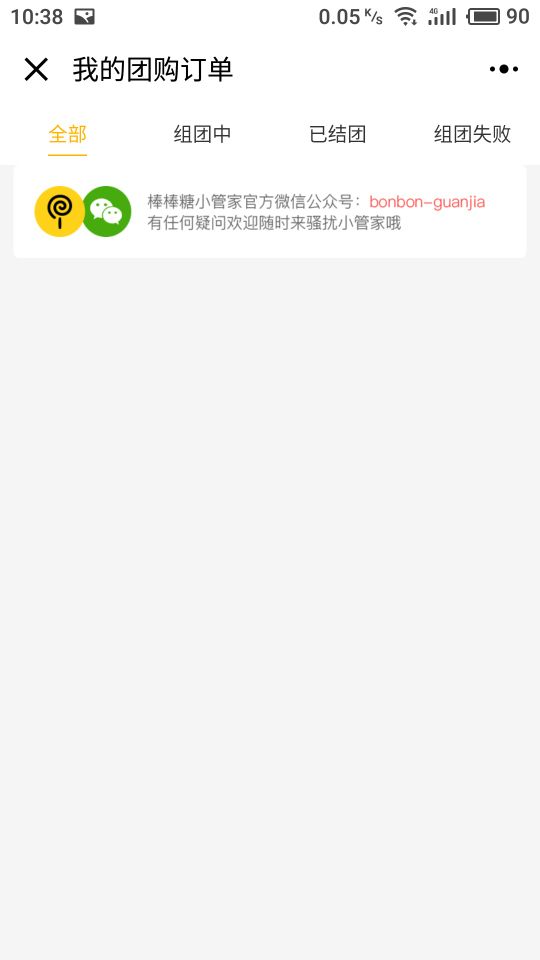 10:38 0.05 K/s 4G 90
我的团购订单
全部 组团中 已结团 组团失败
棒棒糖小管家官方微信公众号：bonbon-guanjia
有任何疑问欢迎随时来骚扰小管家哦